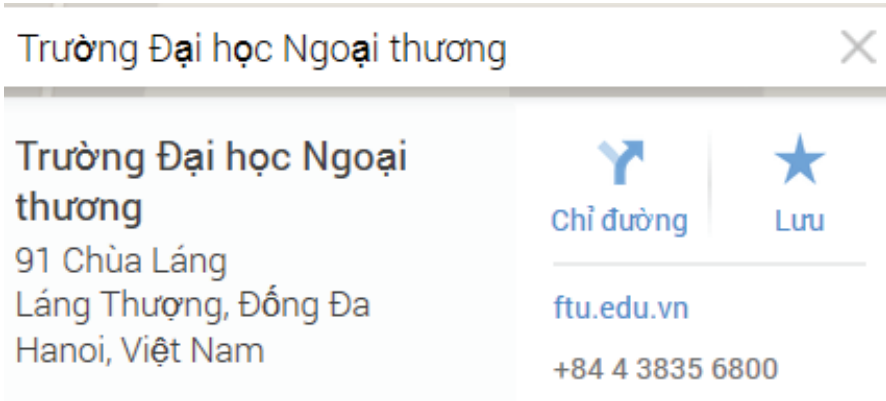 Trường Đại học Ngoại thương
Trường Đại học Ngoại
thương
91 Chùa Láng
Láng Thượng, Đống Đa
Hanoi, Việt Nam
Chỉ đường
Lưu
ftu.edu.vn
+84 4 3835 6800